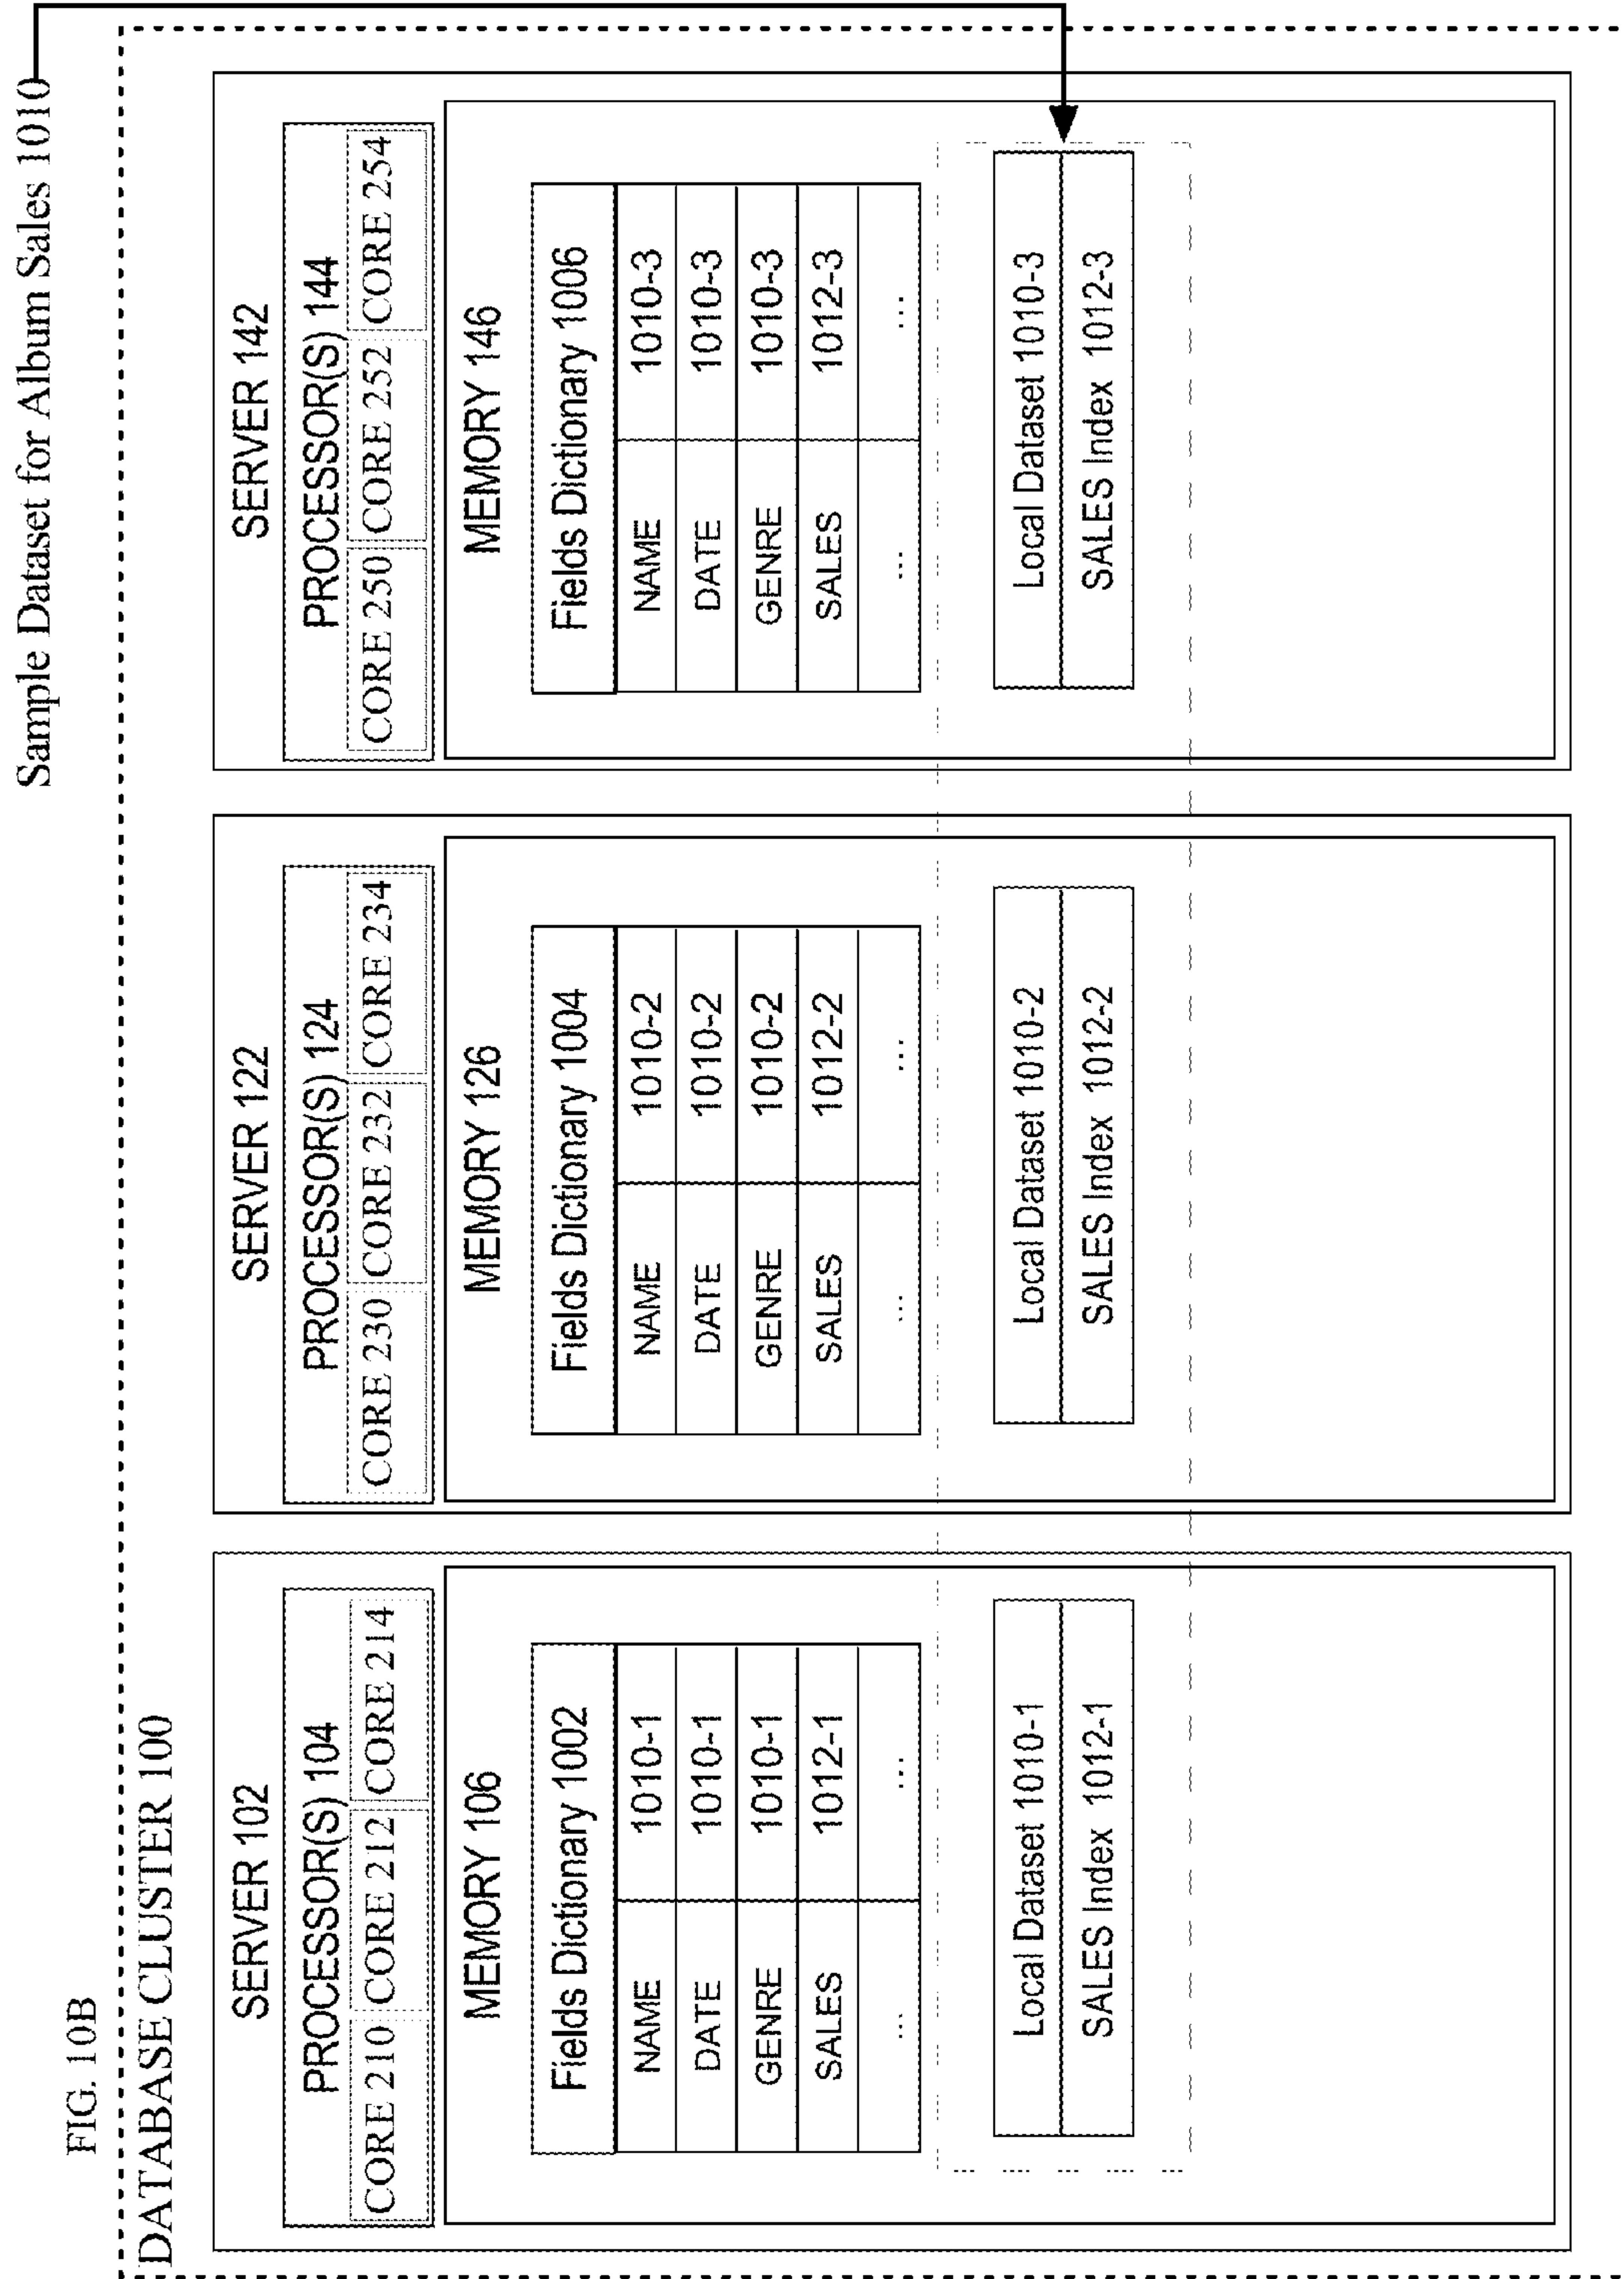 FIG. 10B
Sample Dataset for Album Sales 1010
DATABASE CLUSTER 100
SERVER 102
PROCESSOR(S) 104
CORE 210 CORE 212 CORE 214
MEMORY 106
Fields Dictionary 1002
NAME 1010-1
DATE 1010-1
GENRE 1010-1
SALES 1012-1
... ...
Local Dataset 1010-1
SALES Index 1012-1
SERVER 122
PROCESSOR(S) 124
CORE 230 CORE 232 CORE 234
MEMORY 126
Fields Dictionary 1004
NAME 1010-2
DATE 1010-2
GENRE 1010-2
SALES 1012-2
... ...
Local Dataset 1010-2
SALES Index 1012-2
SERVER 142
PROCESSOR(S) 144
CORE 250 CORE 252 CORE 254
MEMORY 146
Fields Dictionary 1006
NAME 1010-3
DATE 1010-3
GENRE 1010-3
SALES 1012-3
... ...
Local Dataset 1010-3
SALES Index 1012-3